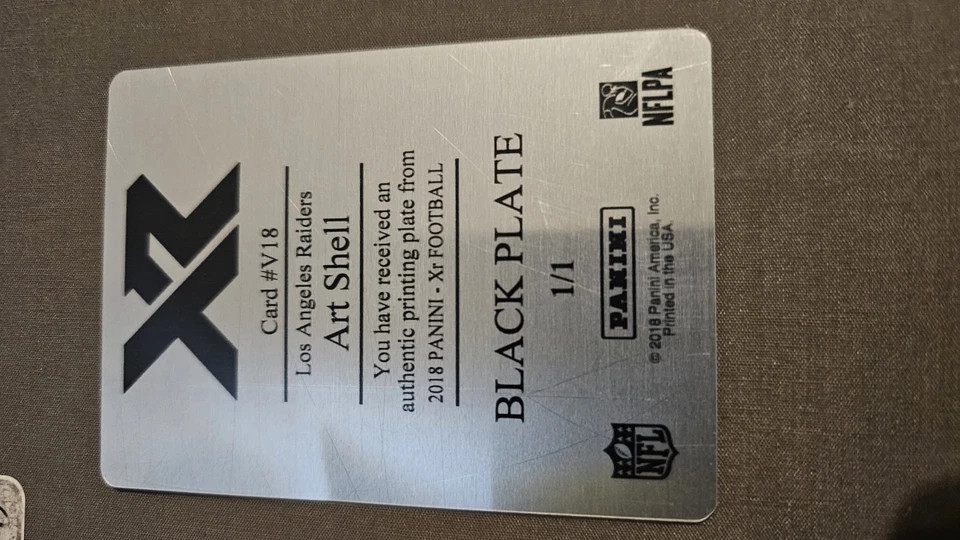 XR
Card #V18
Los Angeles Raiders
Art Shell
You have received an
authentic printing plate from
2018 PANINI - Xr FOOTBALL
BLACK PLATE
1/1
NFL
PANINI
NFLPA
© 2018 Panini America, Inc.
Printed in the USA.